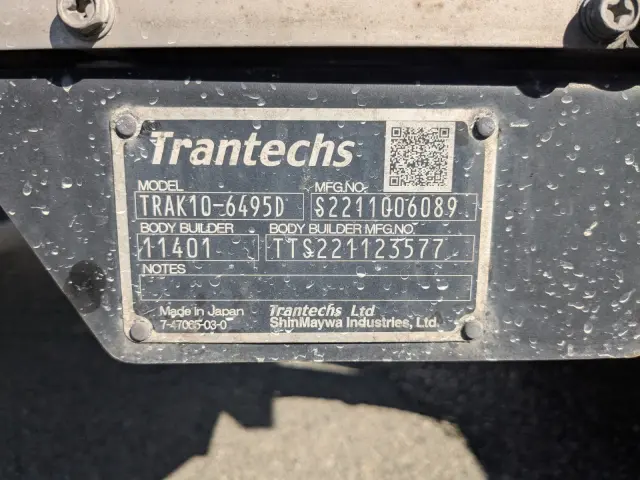 Trantechs
MODEL MFG.NO.
TRAK10-6495D S2211006089
BODY BUILDER BODY BUILDER MFG.NO.
11401 TTS221123577
NOTES
Made in Japan Trantechs Ltd
7-47065-03-0 ShinMaywa Industries, Ltd.